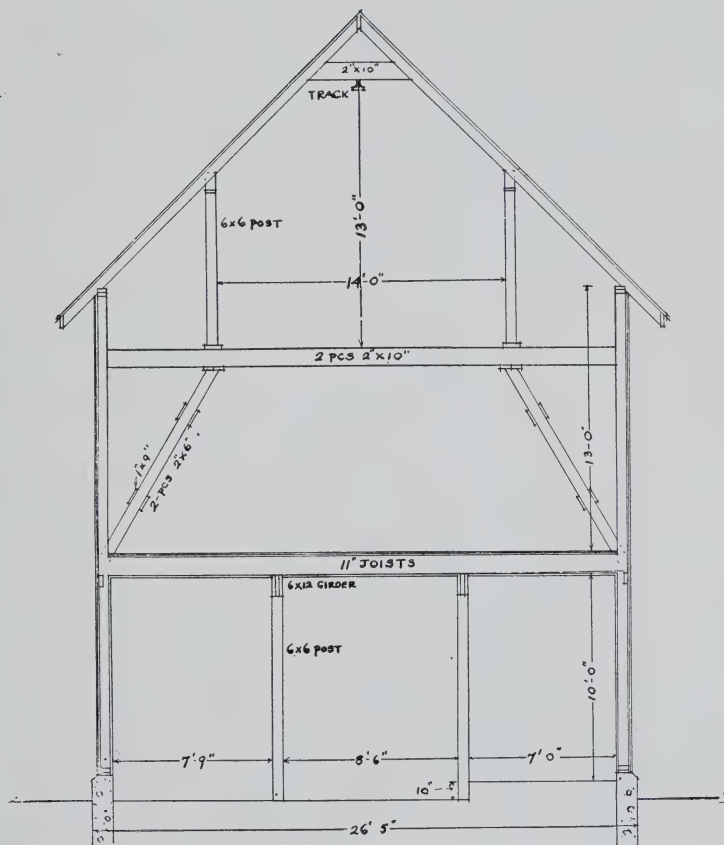 2"X10"
TRACK
6X6 POST
13'-0"
14'-0"
2 PCS 2"X10"
1"X9"
2-PCS 2"X6"
13'-0"
11" JOISTS
6X12 GIRDER
6X6 POST
10'-0"
7'-9"
8'-6"
7'-0"
10"
26' 5"